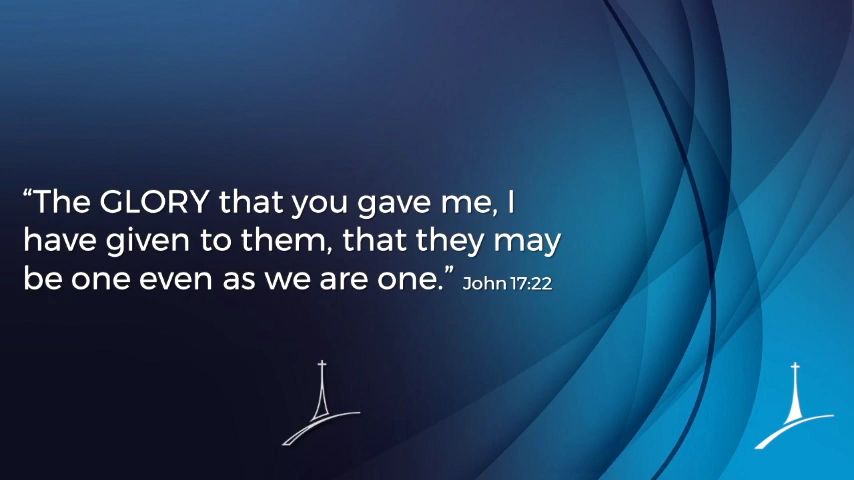 “The GLORY that you gave me, I
have given to them, that they may
be one even as we are one.” John 17:22